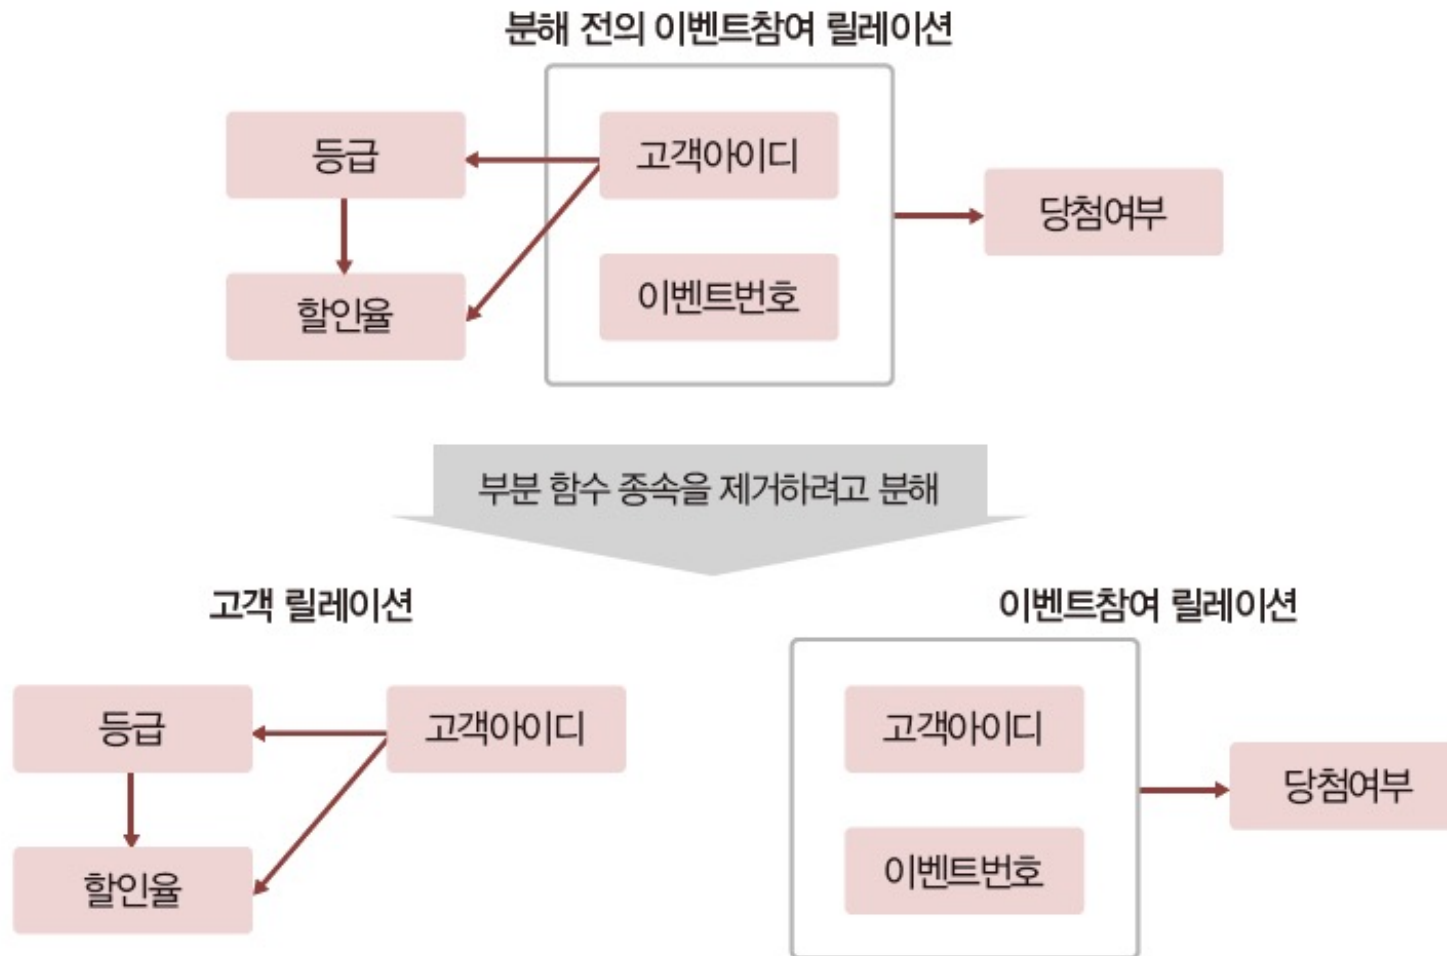 분해 전의 이벤트참여 릴레이션
등급
고객아이디
당첨여부
할인율
이벤트번호
부분 함수 종속을 제거하려고 분해
고객 릴레이션
이벤트참여 릴레이션
등급
고객아이디
고객아이디
당첨여부
할인율
이벤트번호